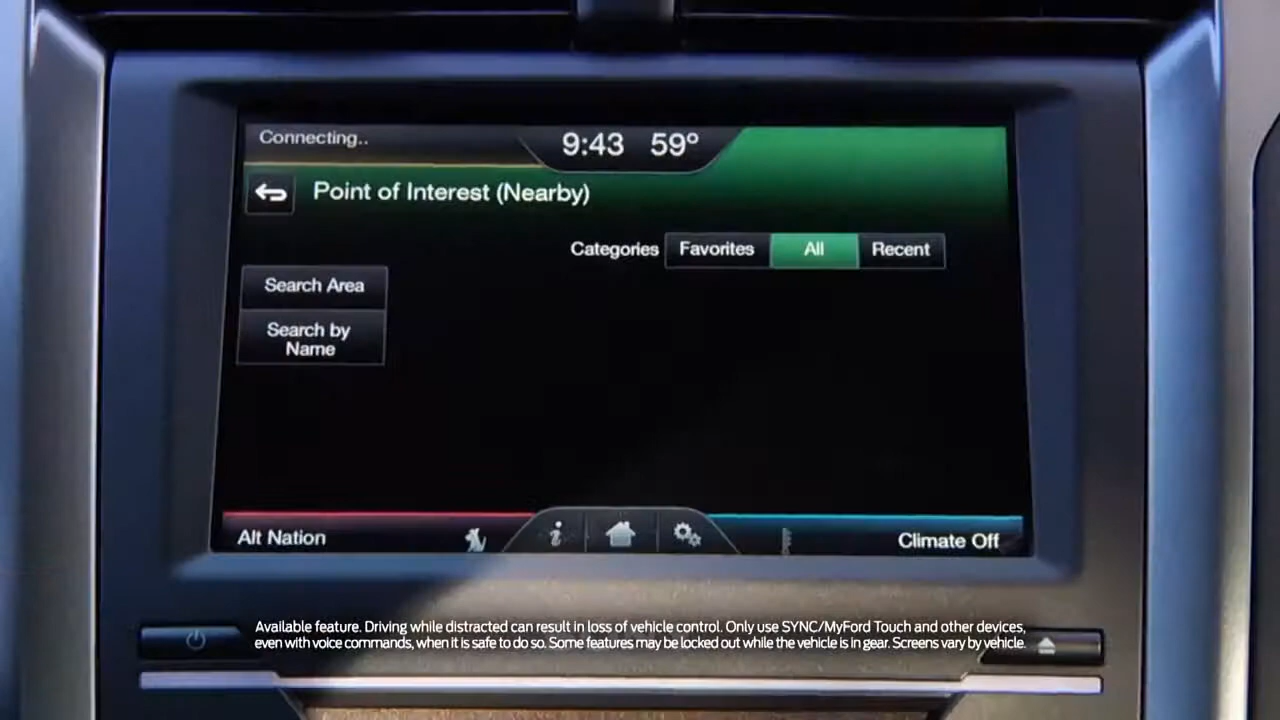 Connecting..
9:43 59°
Point of Interest (Nearby)
Categories Favorites All Recent
Search Area
Search by
Name
Alt Nation
Climate Off
Available feature. Driving while distracted can result in loss of vehicle control. Only use SYNC/MyFord Touch and other devices,
even with voice commands, when it is safe to do so. Some features may be locked out while the vehicle is in gear. Screens vary by vehicle.